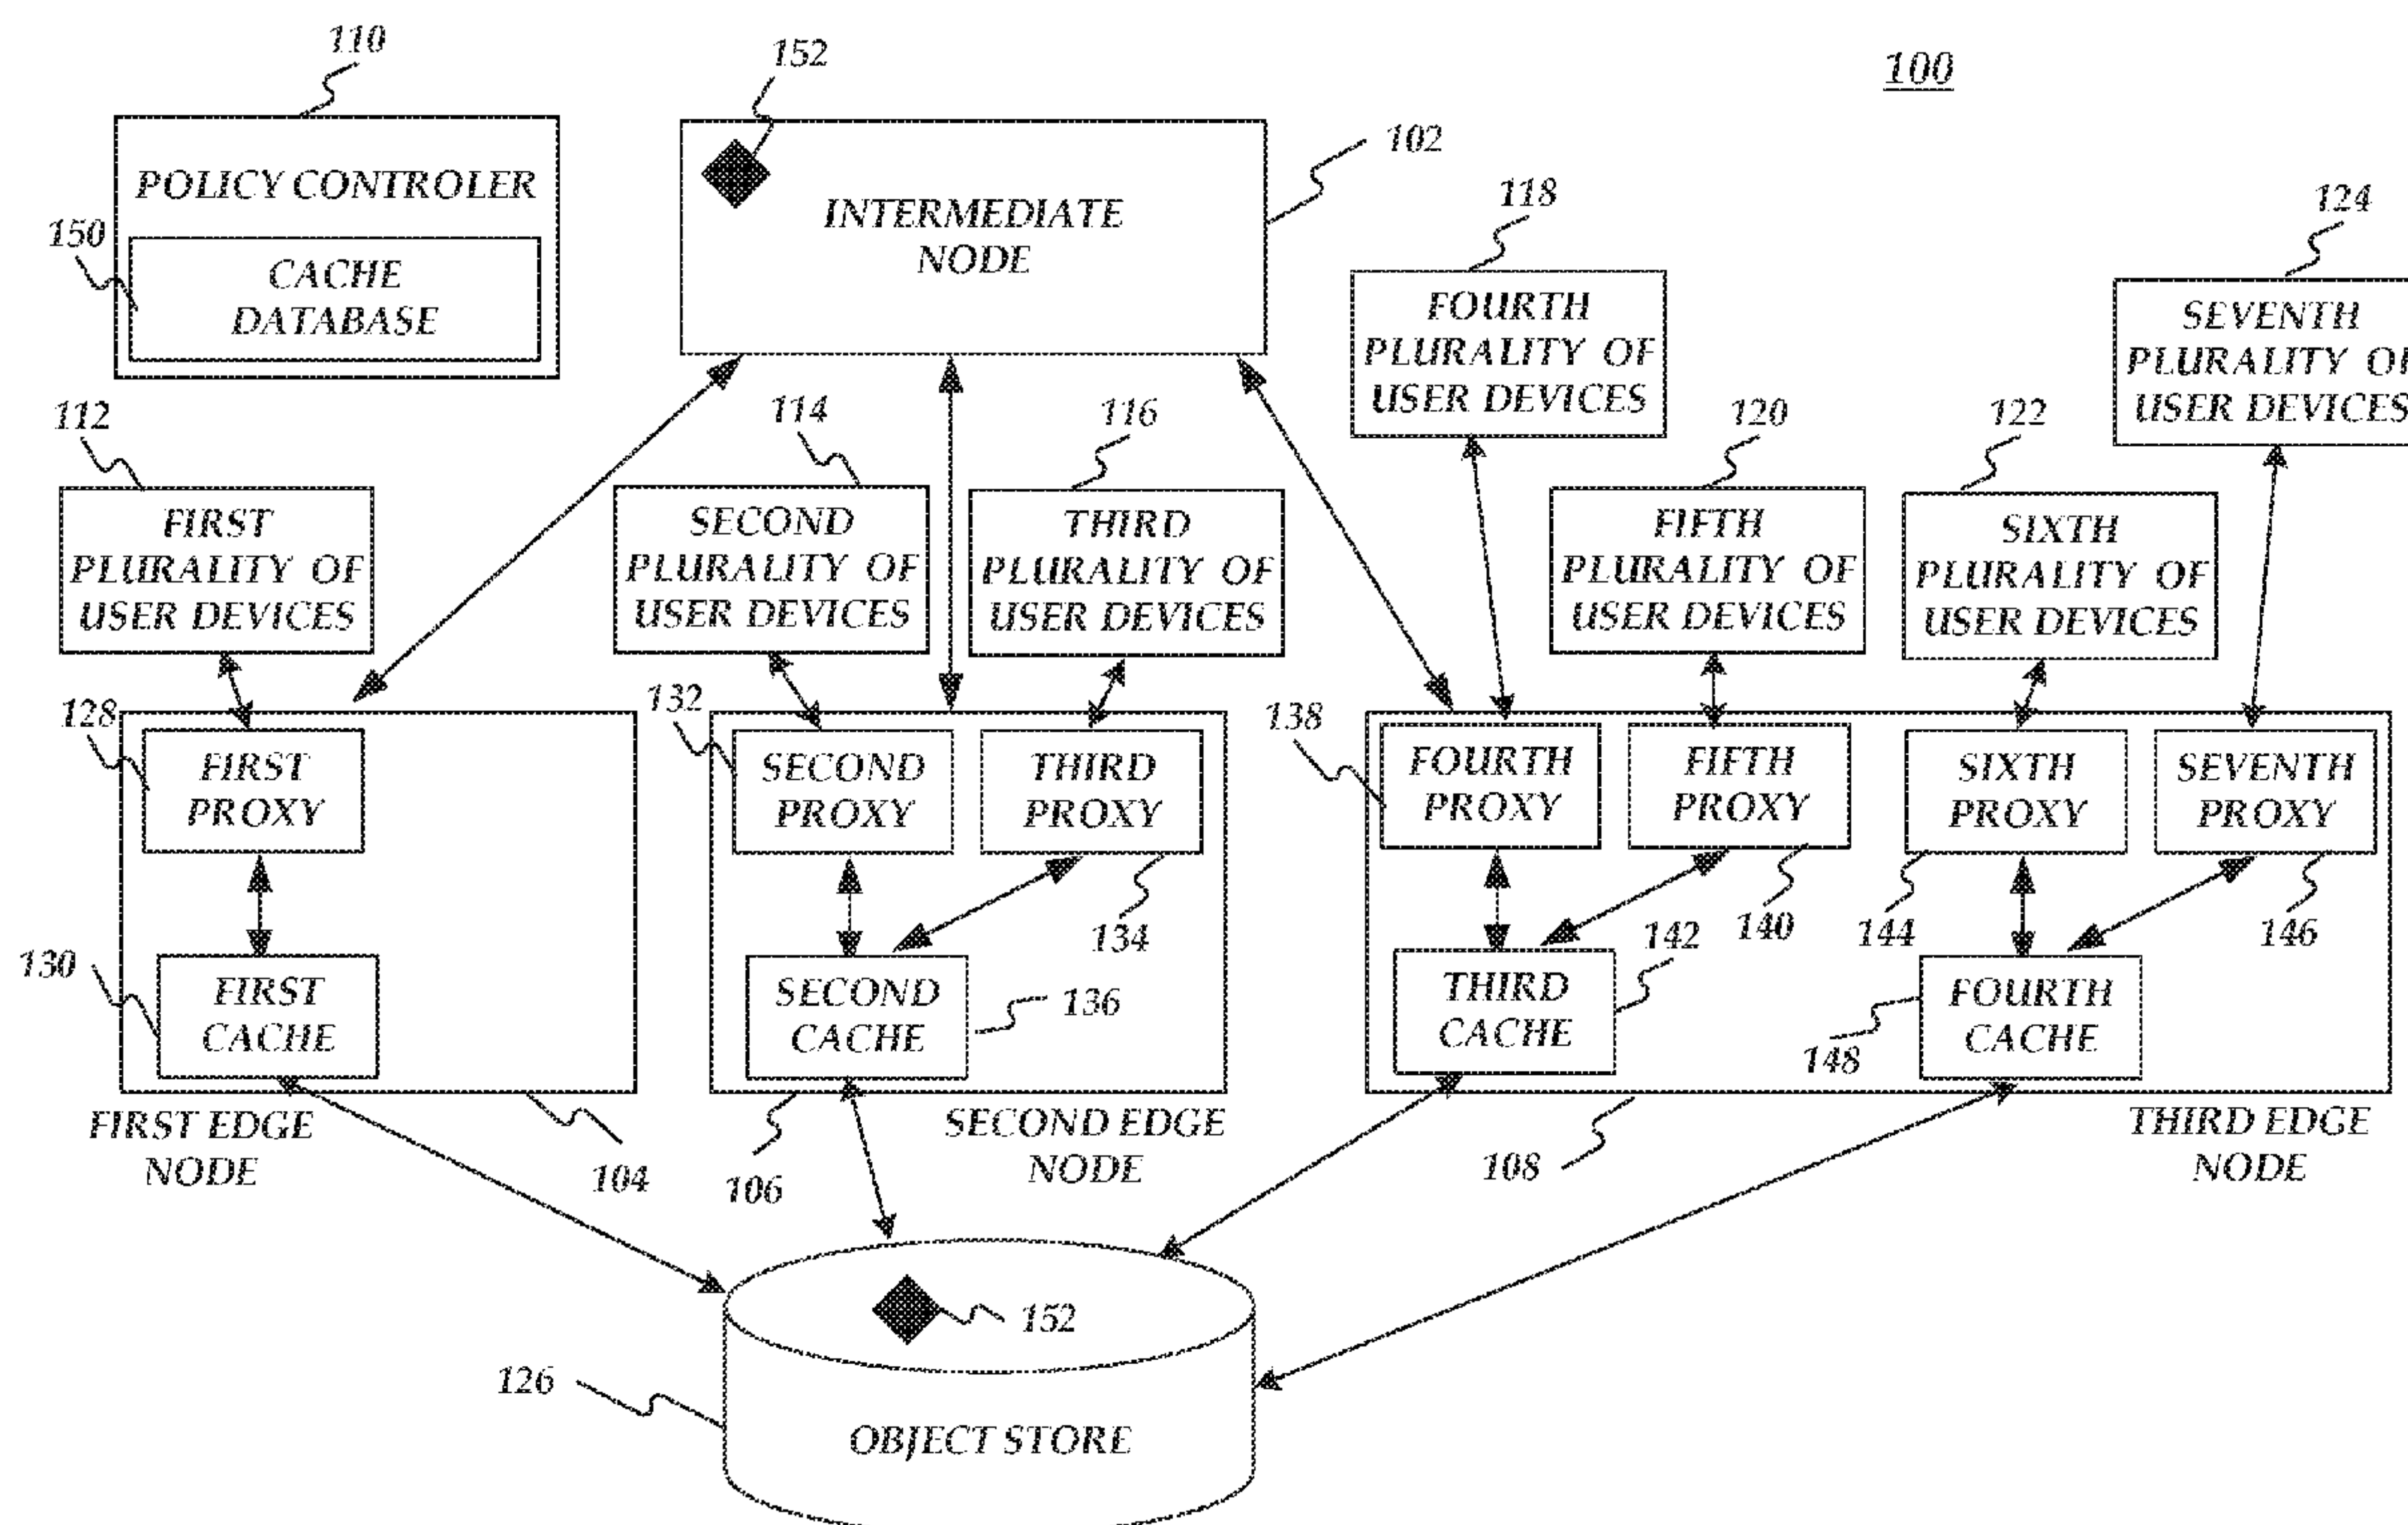 110
152
100
102
POLICY CONTROLER
150
CACHE
DATABASE
INTERMEDIATE
NODE
118
124
FOURTH
PLURALITY OF
USER DEVICES
SEVENTH
PLURALITY OF
USER DEVICES
112
114
116
120
122
FIRST
PLURALITY OF
USER DEVICES
SECOND
PLURALITY OF
USER DEVICES
THIRD
PLURALITY OF
USER DEVICES
FIFTH
PLURALITY OF
USER DEVICES
SIXTH
PLURALITY OF
USER DEVICES
128
132
138
FIRST
PROXY
SECOND
PROXY
THIRD
PROXY
FOURTH
PROXY
FIFTH
PROXY
SIXTH
PROXY
SEVENTH
PROXY
134
140
144
146
130
142
FIRST
CACHE
SECOND
CACHE
136
THIRD
CACHE
148
FOURTH
CACHE
FIRST EDGE
NODE
104
106
SECOND EDGE
NODE
108
THIRD EDGE
NODE
152
126
OBJECT STORE